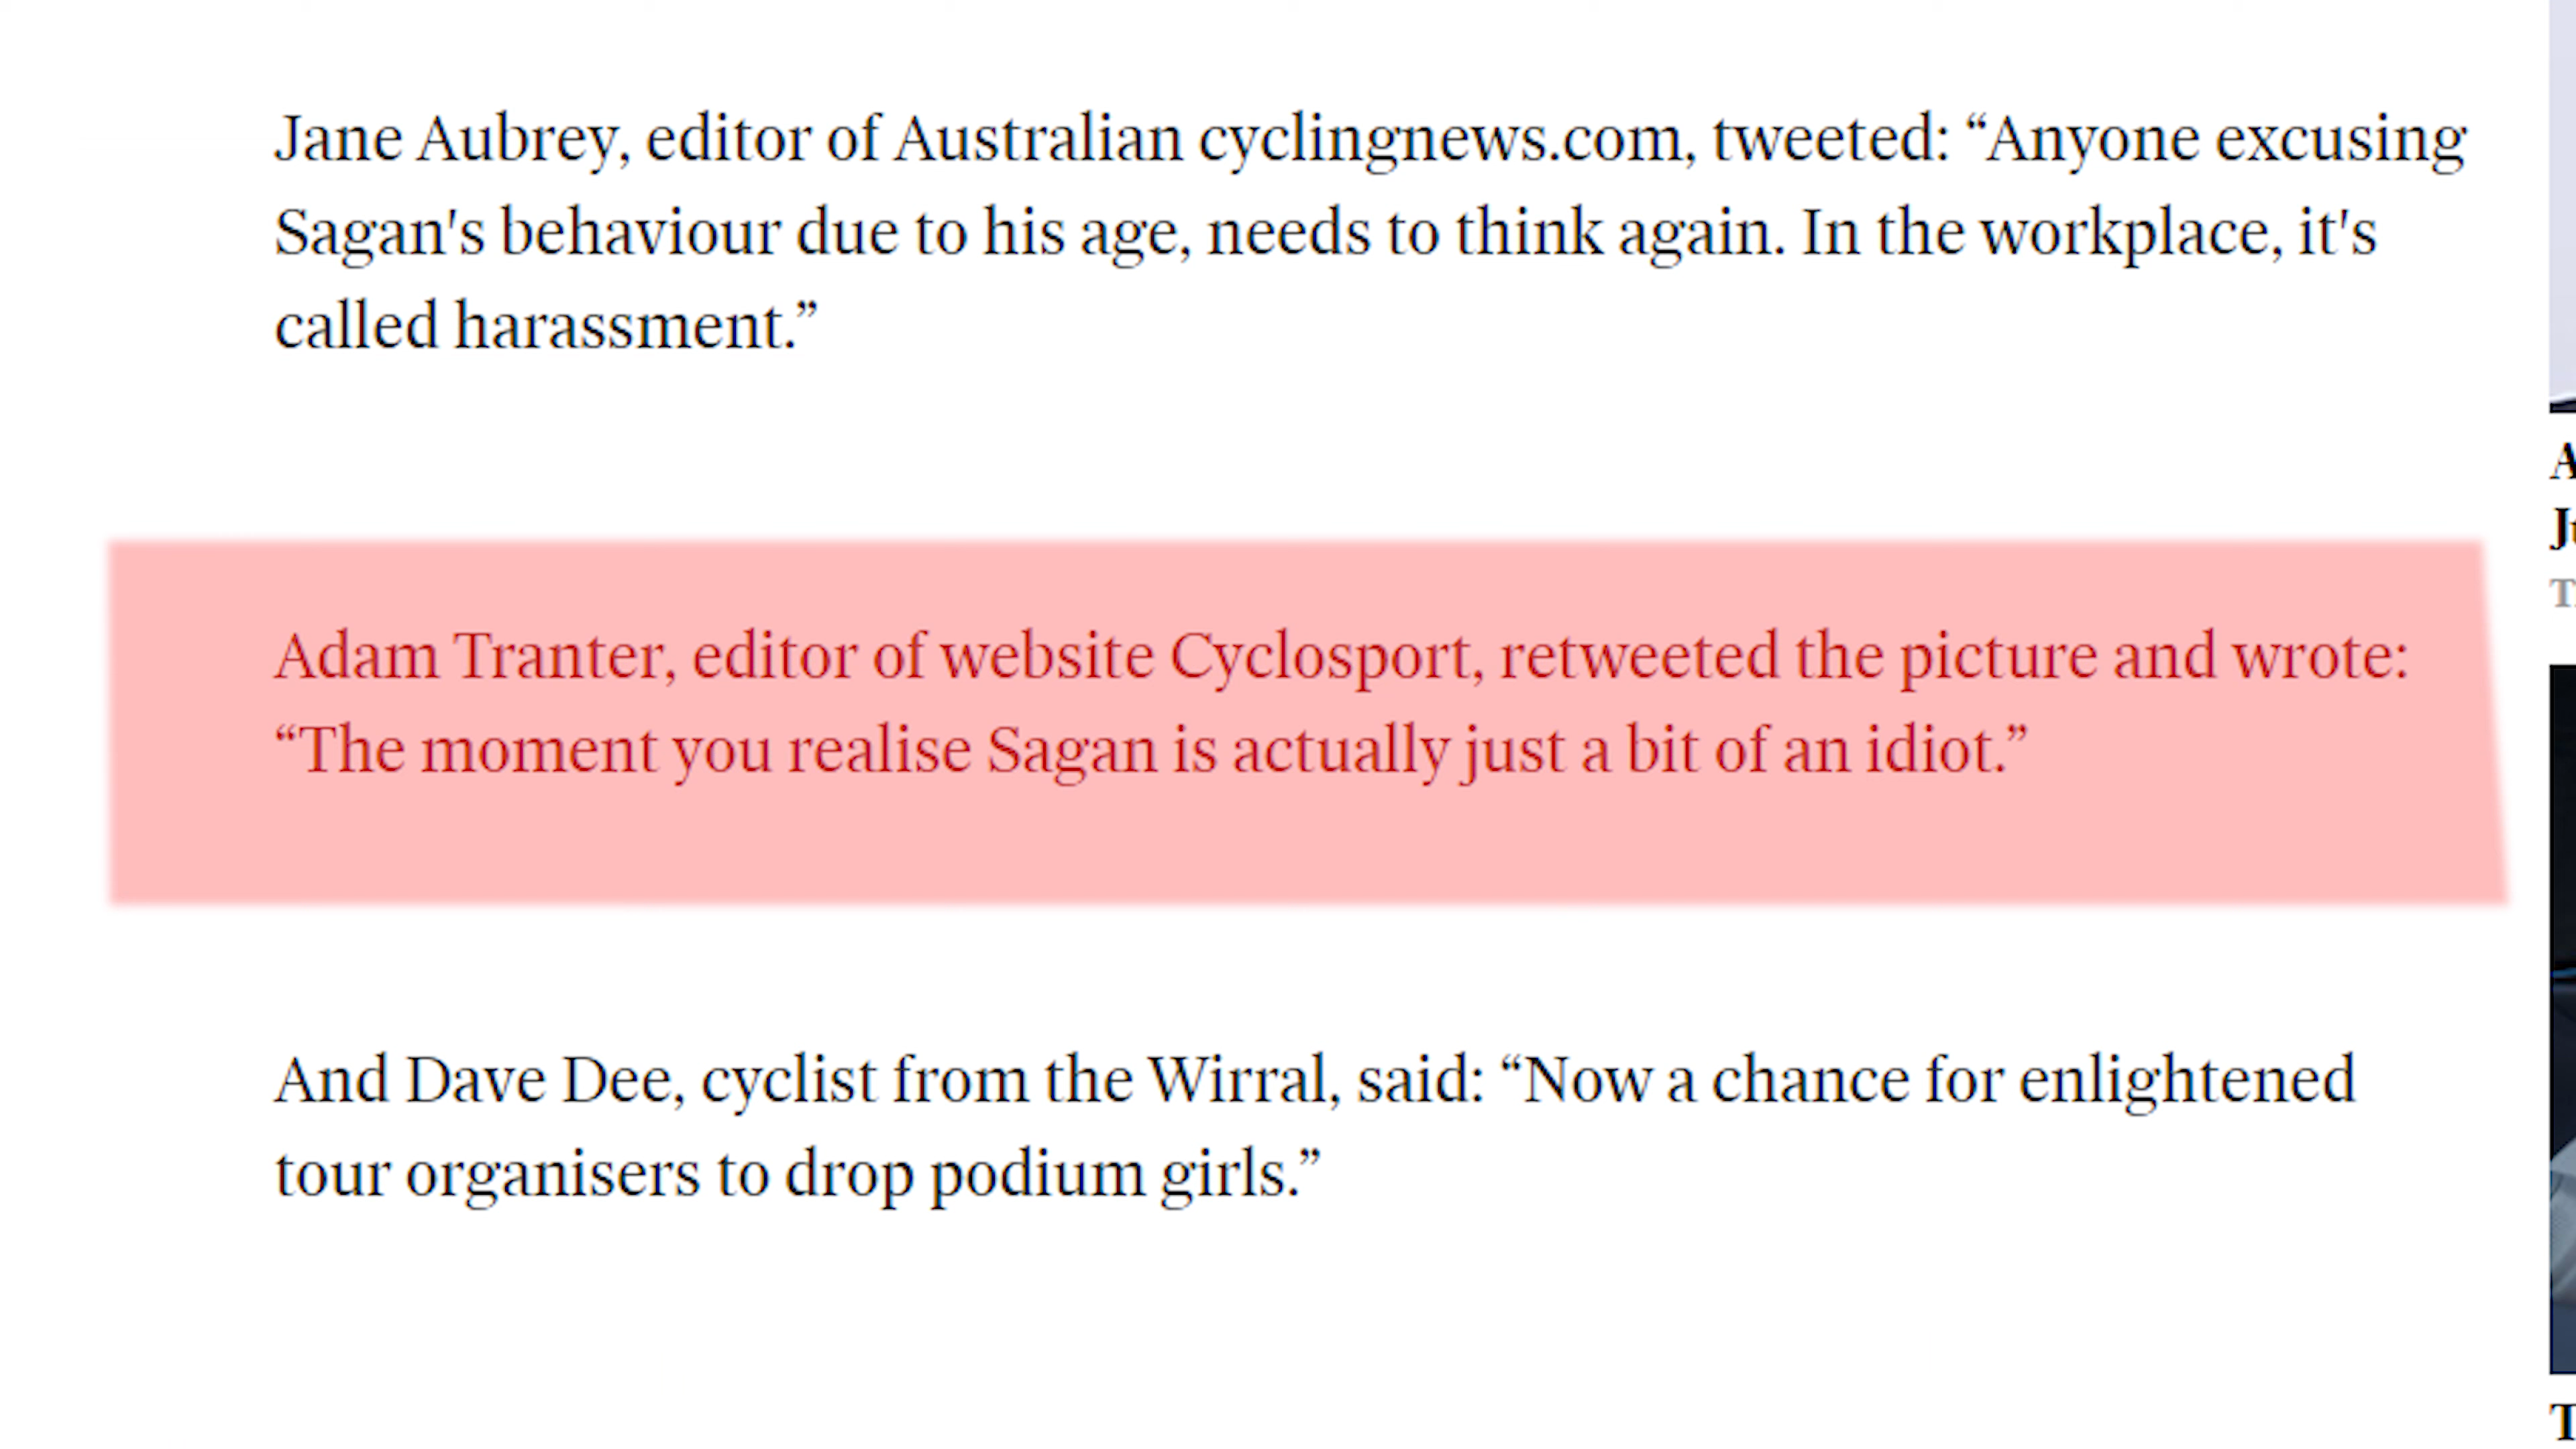 Jane Aubrey, editor of Australian cyclingnews.com, tweeted: “Anyone excusing
Sagan's behaviour due to his age, needs to think again. In the workplace, it's
called harassment.”
Adam Tranter, editor of website Cyclosport, retweeted the picture and wrote:
“The moment you realise Sagan is actually just a bit of an idiot.”
And Dave Dee, cyclist from the Wirral, said: “Now a chance for enlightened
tour organisers to drop podium girls.”